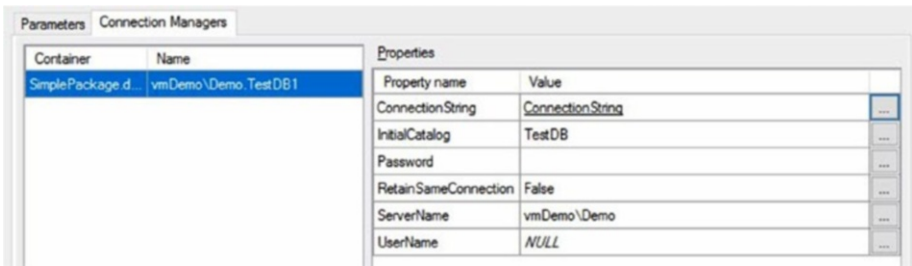 Parameters Connection Managers
Container Name
SimplePackage.d... vmDemo\Demo.TestDB1
Properties
Property name Value
ConnectionString ConnectionString ...
InitialCatalog TestDB ...
Password ...
RetainSameConnection False ...
ServerName vmDemo\Demo ...
UserName NULL ...